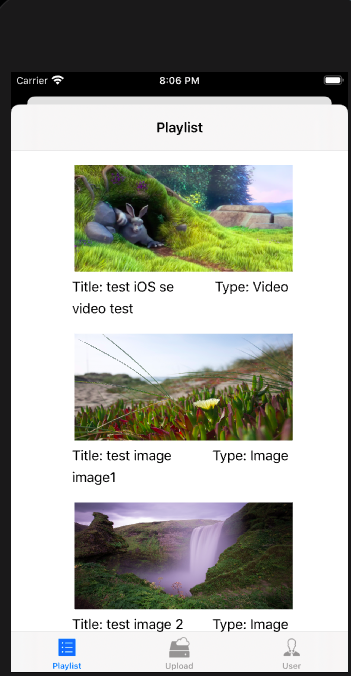 Carrier 8:06 PM
Playlist
Title: test iOS se Type: Video
video test
Title: test image Type: Image
image1
Title: test image 2 Type: Image
Playlist Upload User